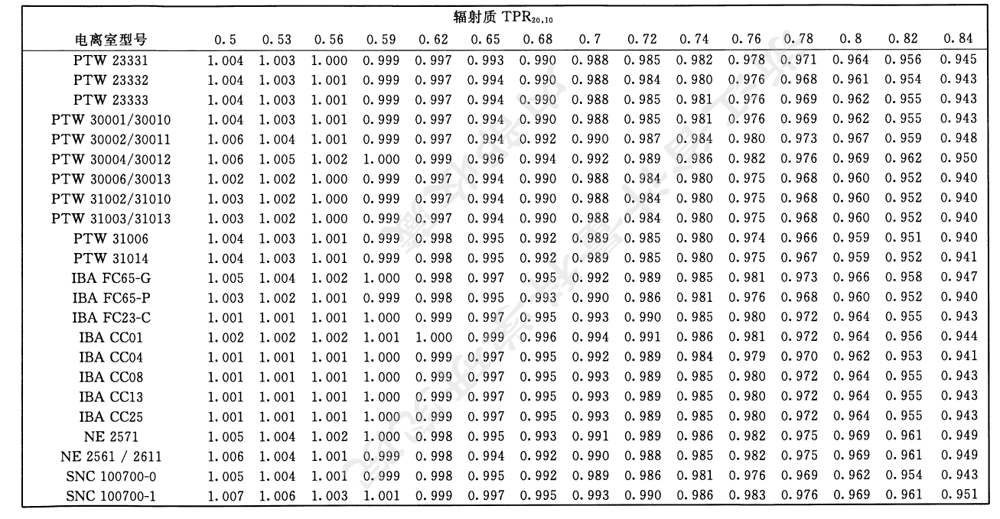 辐射质 TPR20,10
电离室型号 0.5 0.53 0.56 0.59 0.62 0.65 0.68 0.7 0.72 0.74 0.76 0.78 0.8 0.82 0.84
PTW 23331 1.004 1.003 1.000 0.999 0.997 0.993 0.990 0.988 0.985 0.982 0.978 0.971 0.964 0.956 0.945
PTW 23332 1.004 1.003 1.001 0.999 0.997 0.994 0.990 0.988 0.984 0.980 0.976 0.968 0.961 0.954 0.943
PTW 23333 1.004 1.003 1.001 0.999 0.997 0.994 0.990 0.988 0.985 0.981 0.976 0.969 0.962 0.955 0.943
PTW 30001/30010 1.004 1.003 1.001 0.999 0.997 0.994 0.990 0.988 0.985 0.981 0.976 0.969 0.962 0.955 0.943
PTW 30002/30011 1.006 1.004 1.001 0.999 0.997 0.994 0.992 0.990 0.987 0.984 0.980 0.973 0.967 0.959 0.948
PTW 30004/30012 1.006 1.005 1.002 1.000 0.999 0.996 0.994 0.992 0.989 0.986 0.982 0.976 0.969 0.962 0.950
PTW 30006/30013 1.002 1.002 1.000 0.999 0.997 0.994 0.990 0.988 0.984 0.980 0.975 0.968 0.960 0.952 0.940
PTW 31002/31010 1.003 1.002 1.000 0.999 0.997 0.994 0.990 0.988 0.984 0.980 0.975 0.968 0.960 0.952 0.940
PTW 31003/31013 1.003 1.002 1.000 0.999 0.997 0.994 0.990 0.988 0.984 0.980 0.975 0.968 0.960 0.952 0.940
PTW 31006 1.004 1.003 1.001 0.999 0.998 0.995 0.992 0.989 0.985 0.980 0.974 0.966 0.959 0.951 0.940
PTW 31014 1.004 1.003 1.001 0.999 0.998 0.995 0.992 0.989 0.985 0.980 0.975 0.967 0.959 0.952 0.941
IBA FC65-G 1.005 1.004 1.002 1.000 0.998 0.997 0.995 0.992 0.989 0.985 0.981 0.973 0.966 0.958 0.947
IBA FC65-P 1.003 1.002 1.001 0.999 0.998 0.995 0.993 0.990 0.986 0.981 0.976 0.968 0.960 0.952 0.940
IBA FC23-C 1.001 1.001 1.001 1.000 0.999 0.997 0.995 0.993 0.990 0.985 0.980 0.972 0.964 0.955 0.943
IBA CC01 1.002 1.002 1.002 1.001 1.000 0.999 0.996 0.994 0.991 0.986 0.981 0.972 0.964 0.956 0.944
IBA CC04 1.001 1.001 1.001 1.000 0.999 0.997 0.995 0.992 0.989 0.984 0.979 0.970 0.962 0.953 0.941
IBA CC08 1.001 1.001 1.001 1.000 0.999 0.997 0.995 0.993 0.989 0.985 0.980 0.972 0.964 0.955 0.943
IBA CC13 1.001 1.001 1.001 1.000 0.999 0.997 0.995 0.993 0.989 0.985 0.980 0.972 0.964 0.955 0.943
IBA CC25 1.001 1.001 1.001 1.000 0.999 0.997 0.995 0.993 0.989 0.985 0.980 0.972 0.964 0.955 0.943
NE 2571 1.005 1.004 1.002 1.000 0.998 0.995 0.993 0.991 0.989 0.986 0.982 0.975 0.969 0.961 0.949
NE 2561 / 2611 1.006 1.004 1.001 0.999 0.998 0.994 0.992 0.990 0.988 0.985 0.982 0.975 0.969 0.961 0.949
SNC 100700-0 1.005 1.004 1.001 0.999 0.998 0.995 0.992 0.989 0.986 0.981 0.976 0.969 0.962 0.954 0.943
SNC 100700-1 1.007 1.006 1.003 1.001 0.999 0.997 0.995 0.993 0.990 0.986 0.983 0.976 0.969 0.961 0.951